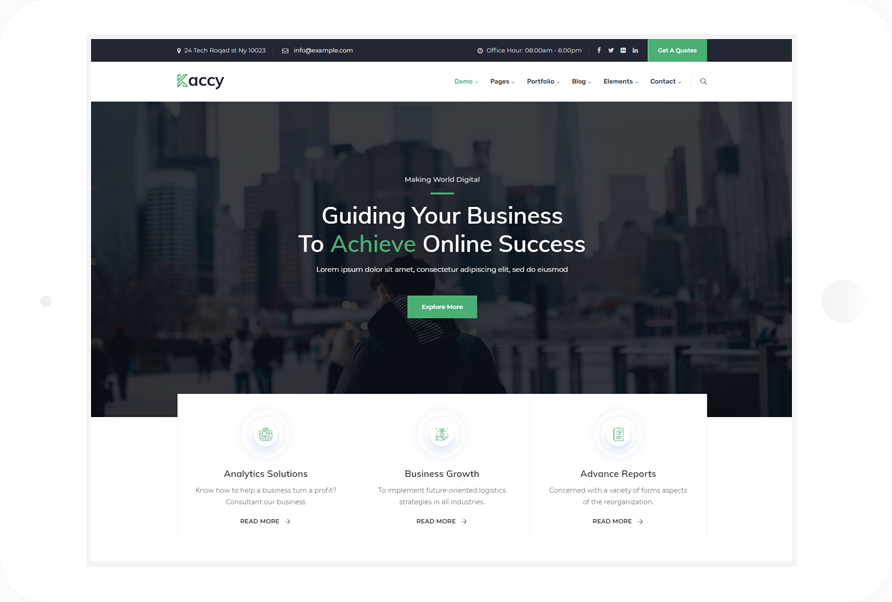 24 Tech Roqad st Ny 10023
info@example.com
Office Hour: 08:00am - 6:00pm
Get A Quotes
Kaccy
Demo
Pages
Portfolio
Blog
Elements
Contact
Making World Digital
Guiding Your Business
To Achieve Online Success
Lorem ipsum dolor sit amet, consectetur adipiscing elit, sed do eiusmod
Explore More
Analytics Solutions
Know how to help a business turn a profit?
Consultant our business
READ MORE
Business Growth
To implement future-oriented logistics
strategies in all industries.
READ MORE
Advance Reports
Concerned with a variety of forms aspects
of the reorganization.
READ MORE